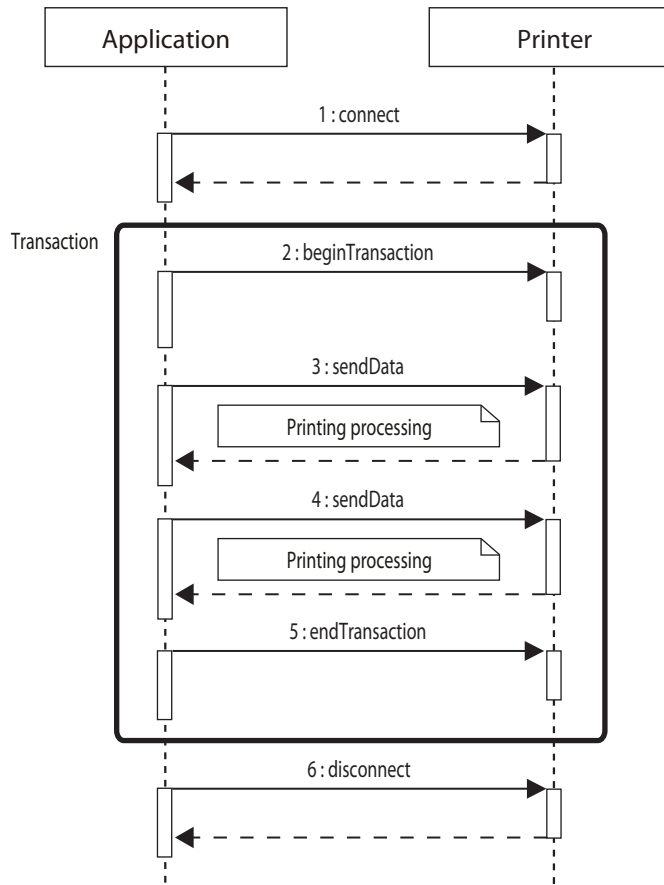 Application
Printer
1 : connect
Transaction
2 : beginTransaction
3 : sendData
Printing processing
4 : sendData
Printing processing
5 : endTransaction
6 : disconnect